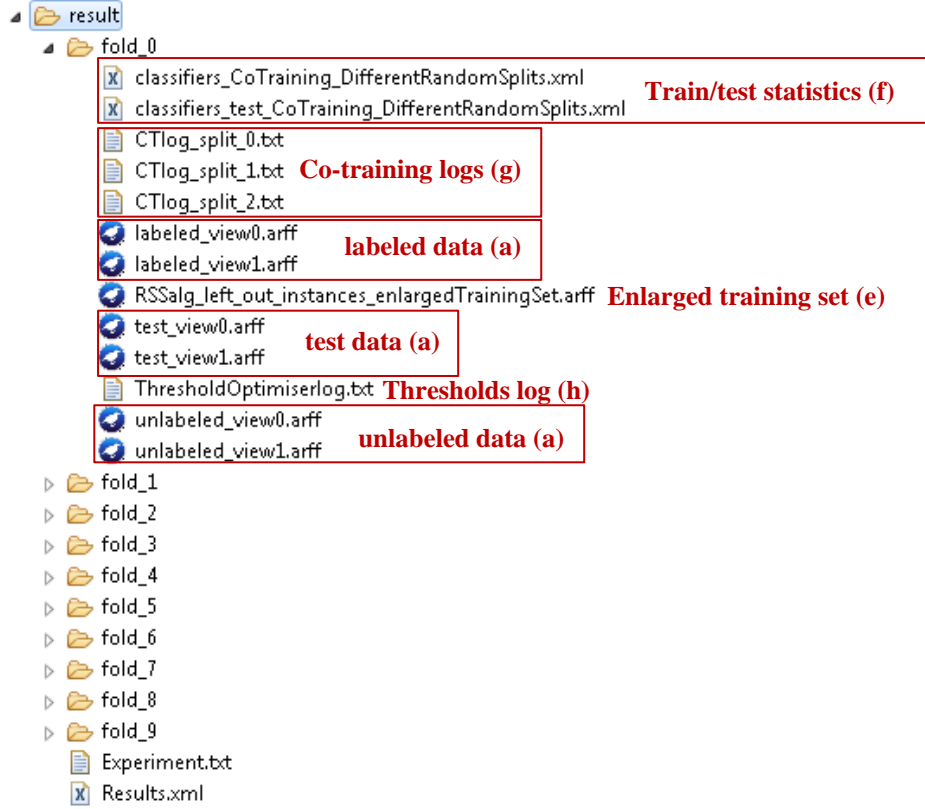 result
fold_0
classifiers_CoTraining_DifferentRandomSplits.xml
classifiers_test_CoTraining_DifferentRandomSplits.xml
Train/test statistics (f)
CTlog_split_0.txt
CTlog_split_1.txt
Co-training logs (g)
CTlog_split_2.txt
labeled_view0.arff
labeled data (a)
labeled_view1.arff
RSSalg_left_out_instances_enlargedTrainingSet.arff Enlarged training set (e)
test_view0.arff
test data (a)
test_view1.arff
ThresholdOptimiserlog.txt Thresholds log (h)
unlabeled_view0.arff
unlabeled data (a)
unlabeled_view1.arff
fold_1
fold_2
fold_3
fold_4
fold_5
fold_6
fold_7
fold_8
fold_9
Experiment.txt
Results.xml